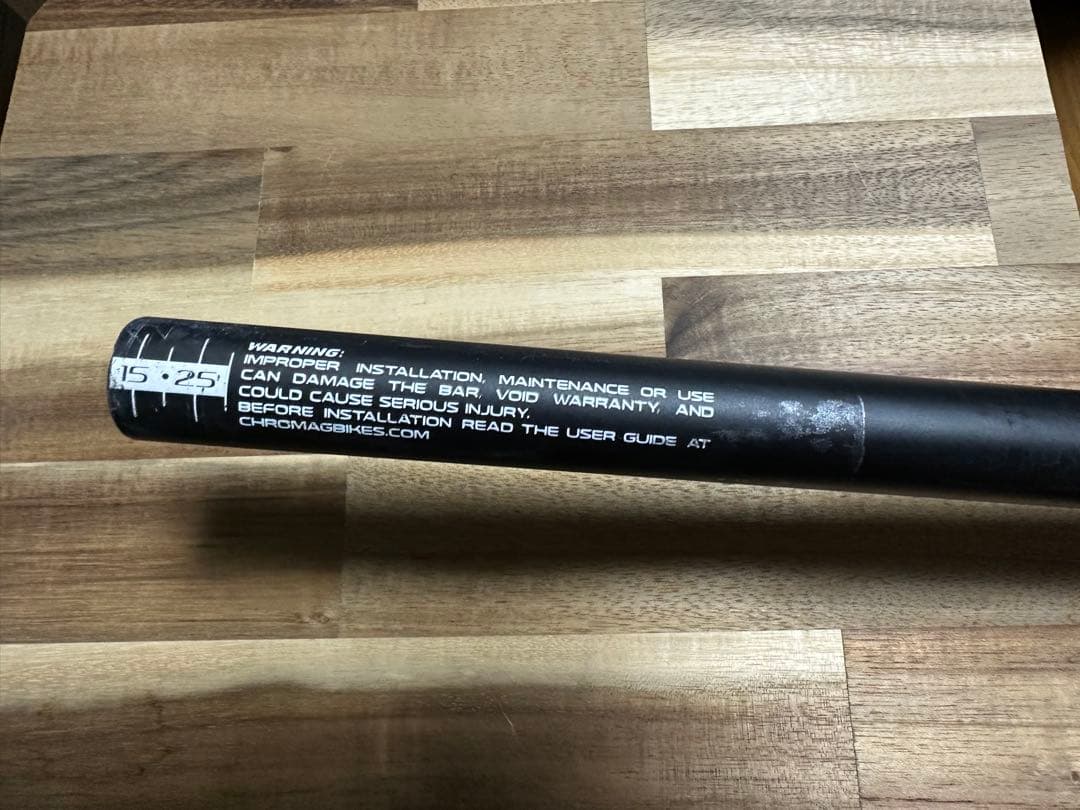 15 • 25
WARNING:
IMPROPER INSTALLATION, MAINTENANCE OR USE
CAN DAMAGE THE BAR, VOID WARRANTY, AND
COULD CAUSE SERIOUS INJURY.
BEFORE INSTALLATION READ THE USER GUIDE AT
CHROMAGBIKES.COM